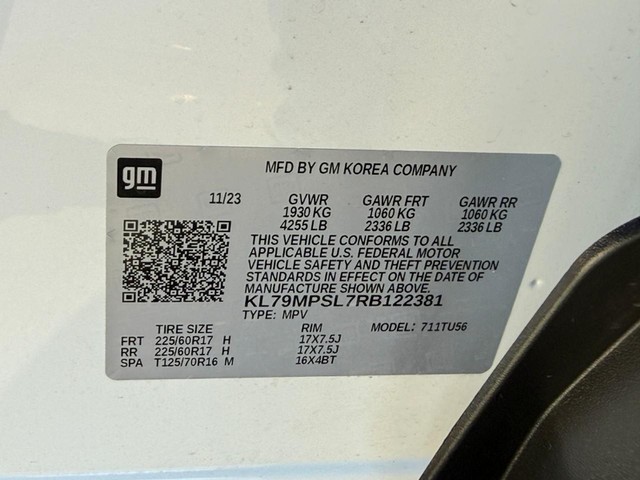 gm
MFD BY GM KOREA COMPANY
11/23 GVWR GAWR FRT GAWR RR
1930 KG 1060 KG 1060 KG
4255 LB 2336 LB 2336 LB
THIS VEHICLE CONFORMS TO ALL
APPLICABLE U.S. FEDERAL MOTOR
VEHICLE SAFETY AND THEFT PREVENTION
STANDARDS IN EFFECT ON THE DATE OF
MANUFACTURE SHOWN ABOVE.
KL79MPSL7RB122381
TYPE: MPV MODEL: 711TU56
TIRE SIZE RIM
FRT 225/60R17 H 17X7.5J
RR 225/60R17 H 17X7.5J
SPA T125/70R16 M 16X4BT